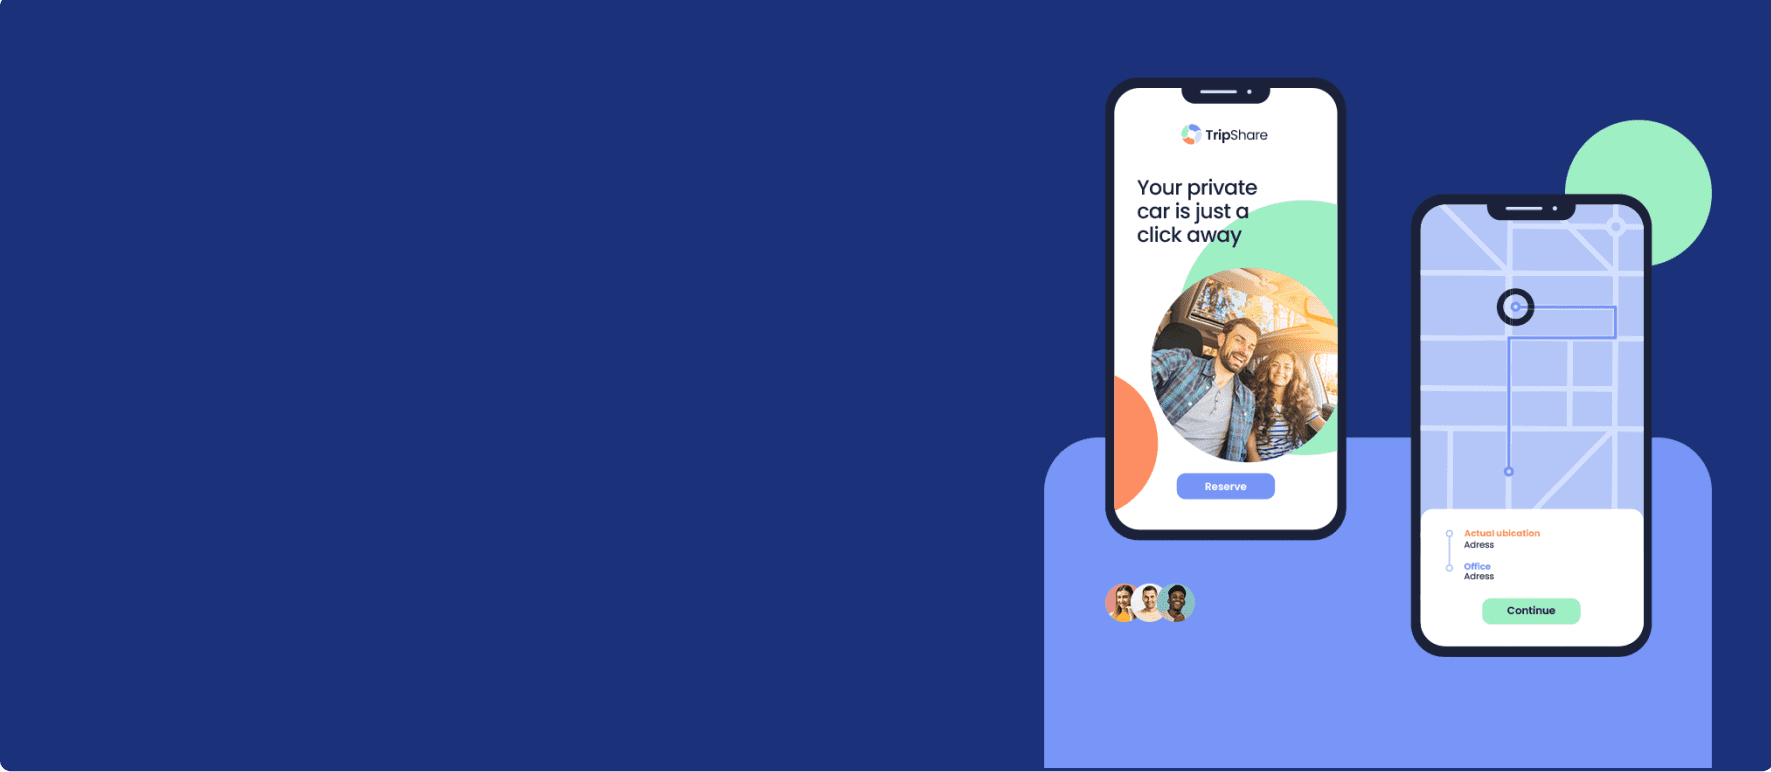 TripShare
Your private
car is just a
click away
Reserve
Actual ubication
Adress
Office
Adress
Continue